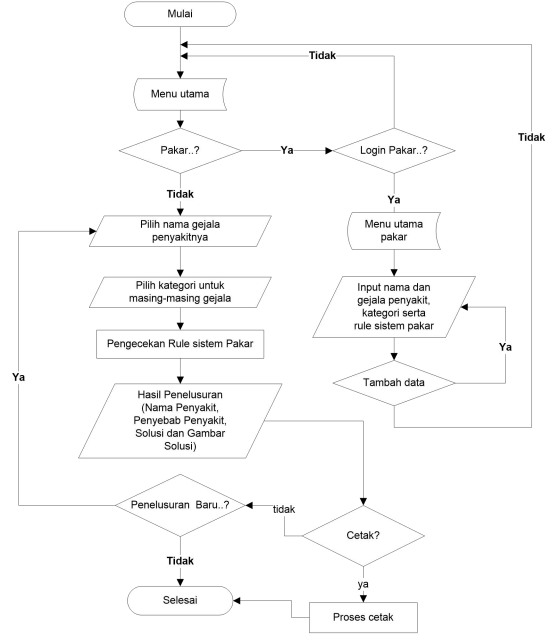 Mulai
Tidak
Menu utama
Tidak
Pakar..?
Ya
Login Pakar..?
Tidak
Ya
Pilih nama gejala
penyakitnya
Menu utama
pakar
Pilih kategori untuk
masing-masing gejala
Input nama dan
gejala penyakit,
kategori serta
rule sistem pakar
Pengecekan Rule sistem Pakar
Ya
Ya
Tambah data
Hasil Penelusuran
(Nama Penyakit,
Penyebab Penyakit,
Solusi dan Gambar
Solusi)
Penelusuran Baru..?
tidak
Cetak?
Tidak
ya
Selesai
Proses cetak